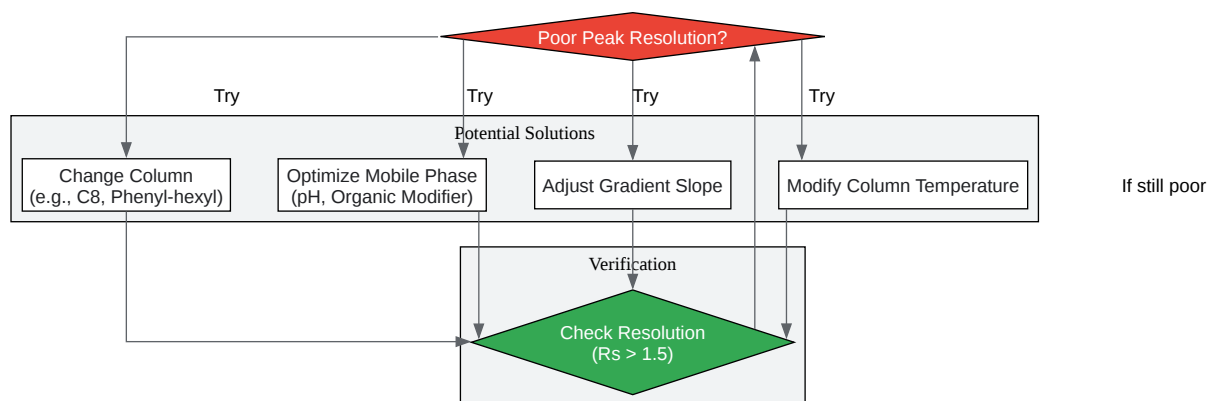 Poor Peak Resolution?
Try
Try
Try
Try
Potential Solutions
Change Column
(e.g., C8, Phenyl-hexyl)
Optimize Mobile Phase
(pH, Organic Modifier)
Adjust Gradient Slope
Modify Column Temperature
If still poor
Verification
Check Resolution
(Rs > 1.5)